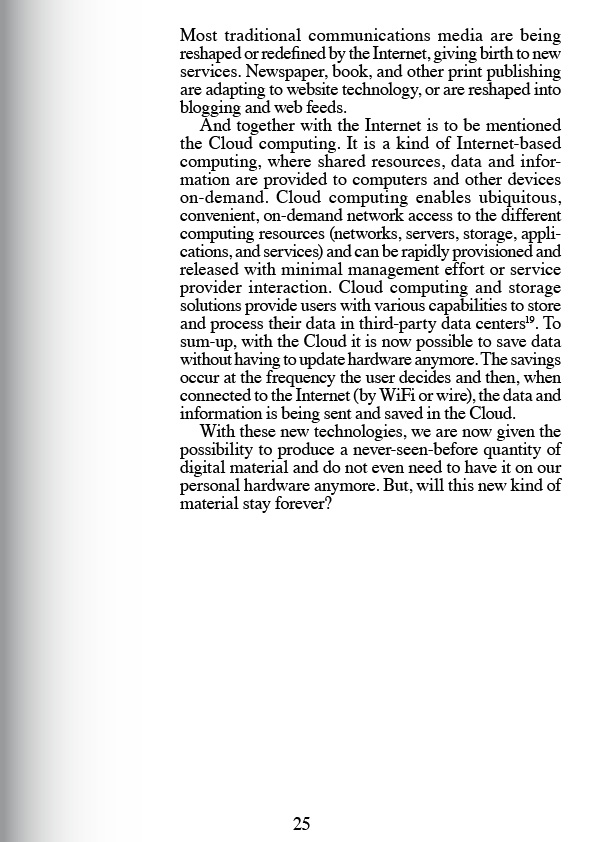 Most traditional communications media are being
reshaped or redefined by the Internet, giving birth to new
services. Newspaper, book, and other print publishing
are adapting to website technology, or are reshaped into
blogging and web feeds.
And together with the Internet is to be mentioned
the Cloud computing. It is a kind of Internet-based
computing, where shared resources, data and infor-
mation are provided to computers and other devices
on-demand. Cloud computing enables ubiquitous,
convenient, on-demand network access to the different
computing resources (networks, servers, storage, appli-
cations, and services) and can be rapidly provisioned and
released with minimal management effort or service
provider interaction. Cloud computing and storage
solutions provide users with various capabilities to store
and process their data in third-party data centers¹⁹. To
sum-up, with the Cloud it is now possible to save data
without having to update hardware anymore. The savings
occur at the frequency the user decides and then, when
connected to the Internet (by WiFi or wire), the data and
information is being sent and saved in the Cloud.
With these new technologies, we are now given the
possibility to produce a never-seen-before quantity of
digital material and do not even need to have it on our
personal hardware anymore. But, will this new kind of
material stay forever?
25